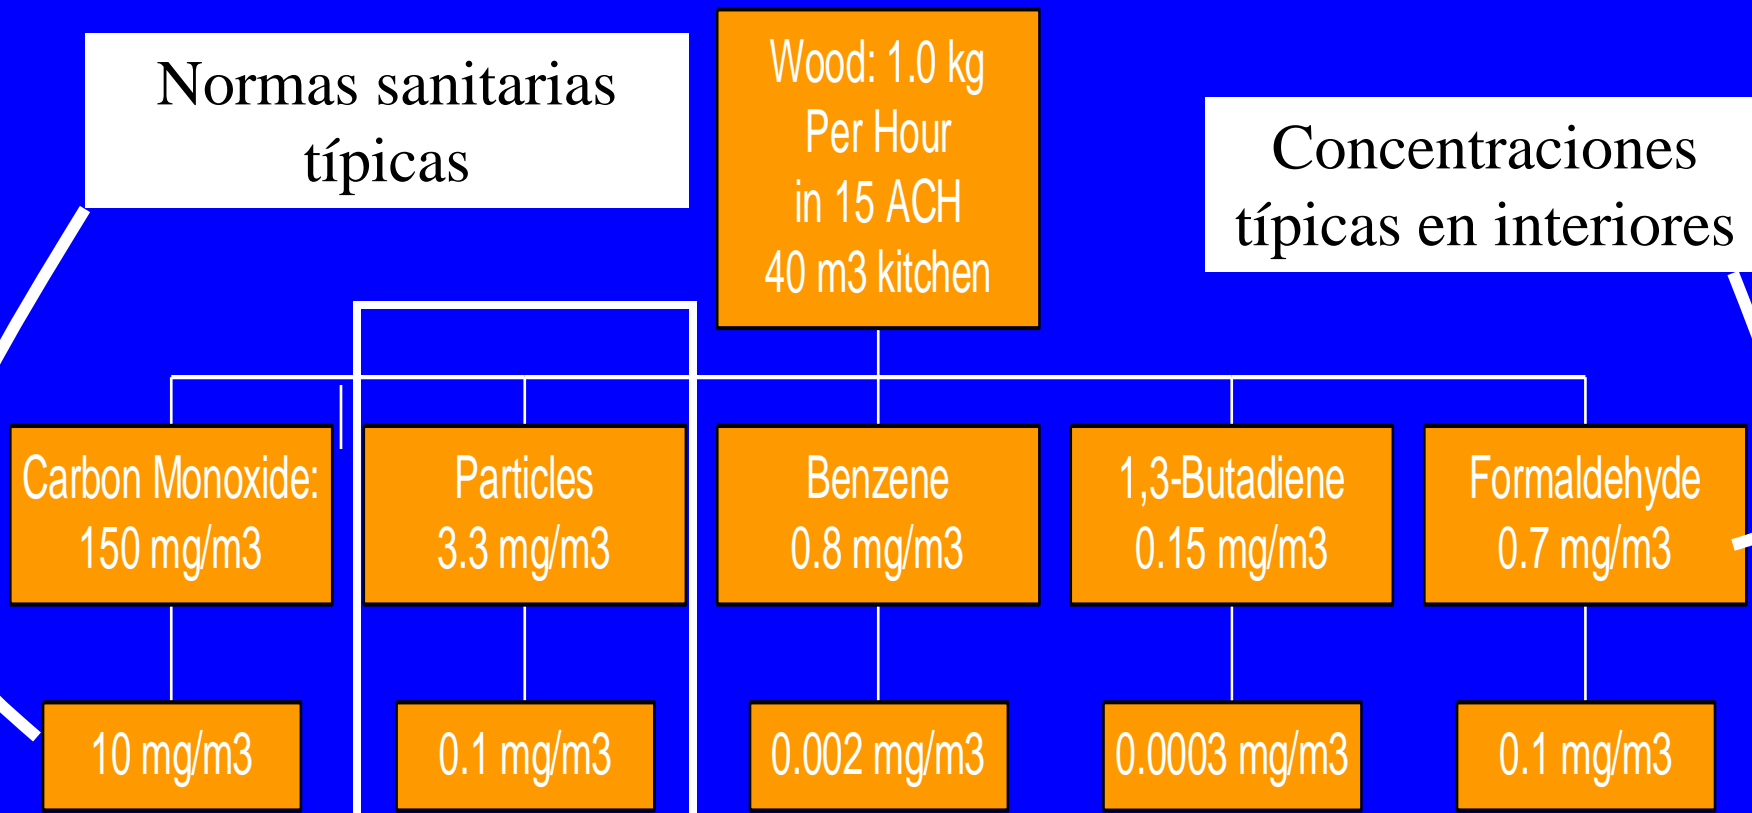 Normas sanitarias
típicas
Wood: 1.0 kg
Per Hour
in 15 ACH
40 m3 kitchen
Concentraciones
típicas en interiores
Carbon Monoxide:
150 mg/m3
Particles
3.3 mg/m3
Benzene
0.8 mg/m3
1,3-Butadiene
0.15 mg/m3
Formaldehyde
0.7 mg/m3
10 mg/m3
0.1 mg/m3
0.002 mg/m3
0.0003 mg/m3
0.1 mg/m3